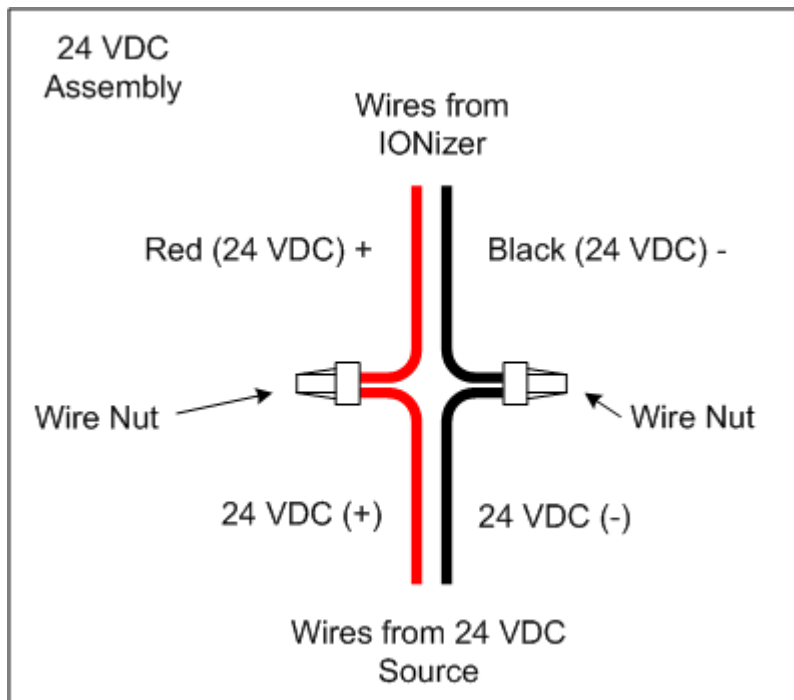 24 VDC
Assembly
Wires from
IONizer
Red (24 VDC) +
Black (24 VDC) -
Wire Nut
Wire Nut
24 VDC (+)
24 VDC (-)
Wires from 24 VDC
Source